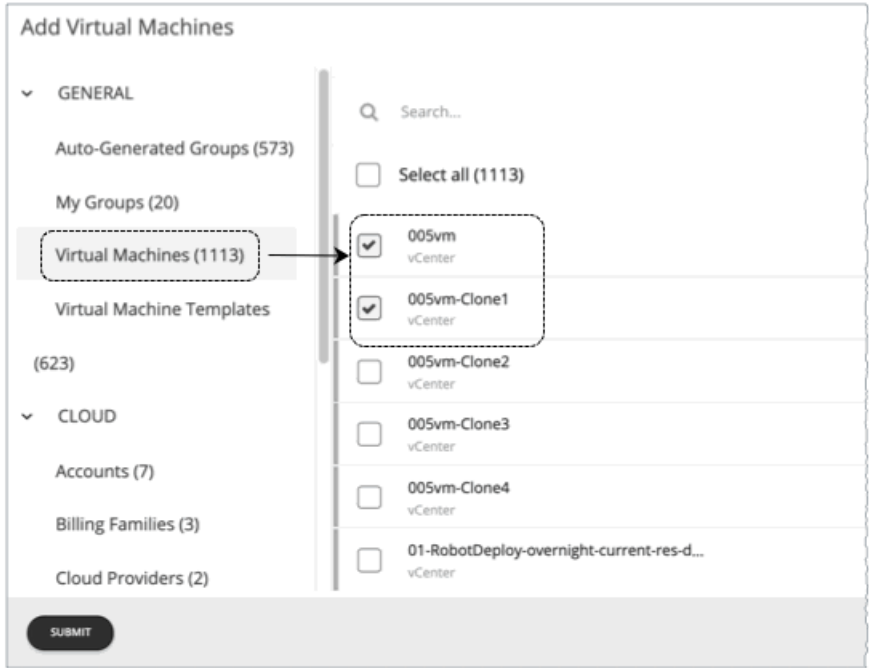 Add Virtual Machines
GENERAL
Auto-Generated Groups (573)
My Groups (20)
Virtual Machines (1113)
Virtual Machine Templates
(623)
CLOUD
Accounts (7)
Billing Families (3)
Cloud Providers (2)
Search...
Select all (1113)
005vm
vCenter
005vm-Clone1
vCenter
005vm-Clone2
vCenter
005vm-Clone3
vCenter
005vm-Clone4
vCenter
01-RobotDeploy-overnight-current-res-d...
vCenter
SUBMIT